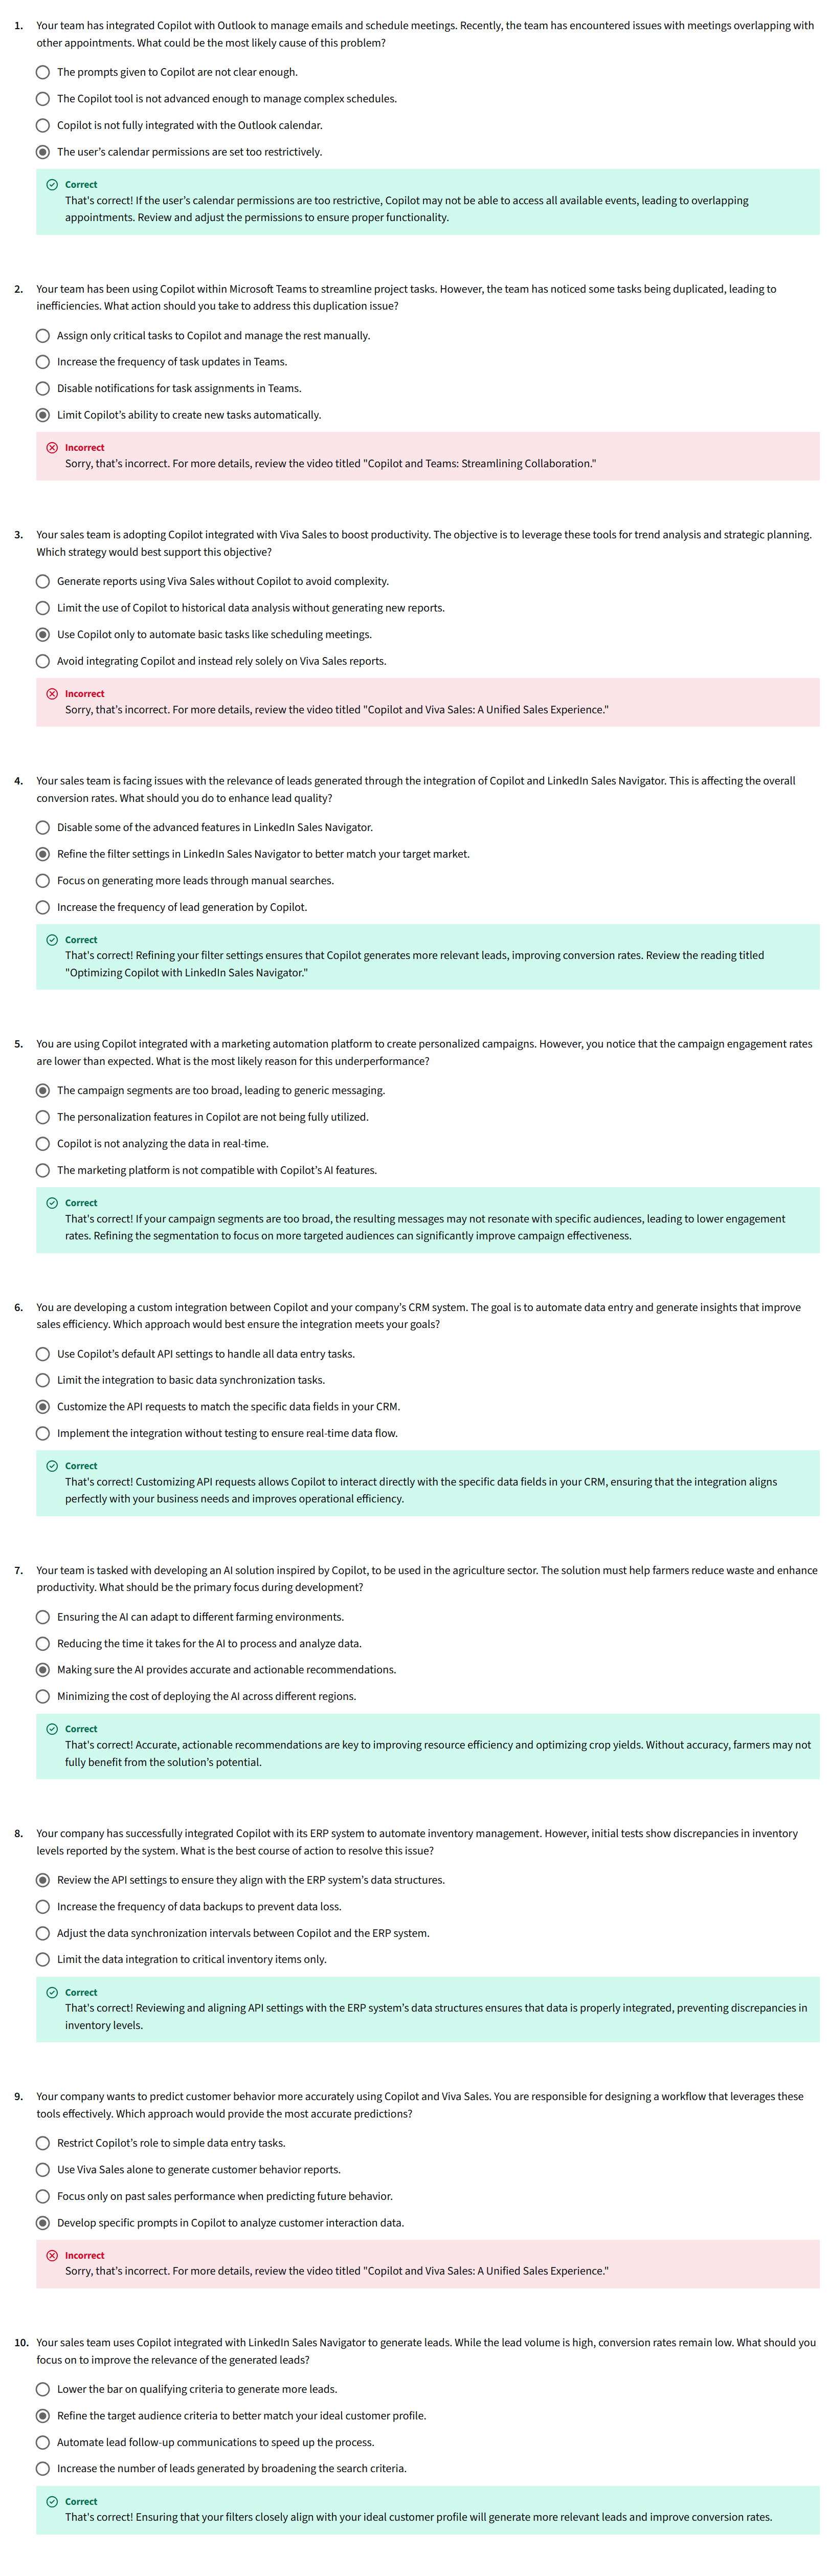 1. Your team has integrated Copilot with Outlook to manage emails and schedule meetings. Recently, the team has encountered issues with meetings overlapping with
other appointments. What could be the most likely cause of this problem?
The prompts given to Copilot are not clear enough.
The Copilot tool is not advanced enough to manage complex schedules.
Copilot is not fully integrated with the Outlook calendar.
The user's calendar permissions are set too restrictively.
Correct
That's correct! If the user's calendar permissions are too restrictive, Copilot may not be able to access all available events, leading to overlapping
appointments. Review and adjust the permissions to ensure proper functionality.
2. Your team has been using Copilot within Microsoft Teams to streamline project tasks. However, the team has noticed some tasks being duplicated, leading to
inefficiencies. What action should you take to address this duplication issue?
Assign only critical tasks to Copilot and manage the rest manually.
Increase the frequency of task updates in Teams.
Disable notifications for task assignments in Teams.
Limit Copilot's ability to create new tasks automatically.
Incorrect
Sorry, that's incorrect. For more details, review the video titled "Copilot and Teams: Streamlining Collaboration."
3. Your sales team is adopting Copilot integrated with Viva Sales to boost productivity. The objective is to leverage these tools for trend analysis and strategic planning.
Which strategy would best support this objective?
Generate reports using Viva Sales without Copilot to avoid complexity.
Limit the use of Copilot to historical data analysis without generating new reports.
Use Copilot only to automate basic tasks like scheduling meetings.
Avoid integrating Copilot and instead rely solely on Viva Sales reports.
Incorrect
Sorry, that's incorrect. For more details, review the video titled "Copilot and Viva Sales: A Unified Sales Experience."
4. Your sales team is facing issues with the relevance of leads generated through the integration of Copilot and LinkedIn Sales Navigator. This is affecting the overall
conversion rates. What should you do to enhance lead quality?
Disable some of the advanced features in LinkedIn Sales Navigator.
Refine the filter settings in LinkedIn Sales Navigator to better match your target market.
Focus on generating more leads through manual searches.
Increase the frequency of lead generation by Copilot.
Correct
That's correct! Refining your filter settings ensures that Copilot generates more relevant leads, improving conversion rates. Review the reading titled
"Optimizing Copilot with LinkedIn Sales Navigator."
5. You are using Copilot integrated with a marketing automation platform to create personalized campaigns. However, you notice that the campaign engagement rates
are lower than expected. What is the most likely reason for this underperformance?
The campaign segments are too broad, leading to generic messaging.
The personalization features in Copilot are not being fully utilized.
Copilot is not analyzing the data in real-time.
The marketing platform is not compatible with Copilot's AI features.
Correct
That's correct! If your campaign segments are too broad, the resulting messages may not resonate with specific audiences, leading to lower engagement
rates. Refining the segmentation to focus on more targeted audiences can significantly improve campaign effectiveness.
6. You are developing a custom integration between Copilot and your company's CRM system. The goal is to automate data entry and generate insights that improve
sales efficiency. Which approach would best ensure the integration meets your goals?
Use Copilot's default API settings to handle all data entry tasks.
Limit the integration to basic data synchronization tasks.
Customize the API requests to match the specific data fields in your CRM.
Implement the integration without testing to ensure real-time data flow.
Correct
That's correct! Customizing API requests allows Copilot to interact directly with the specific data fields in your CRM, ensuring that the integration aligns
perfectly with your business needs and improves operational efficiency.
7. Your team is tasked with developing an AI solution inspired by Copilot, to be used in the agriculture sector. The solution must help farmers reduce waste and enhance
productivity. What should be the primary focus during development?
Ensuring the AI can adapt to different farming environments.
Reducing the time it takes for the AI to process and analyze data.
Making sure the AI provides accurate and actionable recommendations.
Minimizing the cost of deploying the AI across different regions.
Correct
That's correct! Accurate, actionable recommendations are key to improving resource efficiency and optimizing crop yields. Without accuracy, farmers may not
fully benefit from the solution's potential.
8. Your company has successfully integrated Copilot with its ERP system to automate inventory management. However, initial tests show discrepancies in inventory
levels reported by the system. What is the best course of action to resolve this issue?
Review the API settings to ensure they align with the ERP system's data structures.
Increase the frequency of data backups to prevent data loss.
Adjust the data synchronization intervals between Copilot and the ERP system.
Limit the data integration to critical inventory items only.
Correct
That's correct! Reviewing and aligning API settings with the ERP system's data structures ensures that data is properly integrated, preventing discrepancies in
inventory levels.
9. Your company wants to predict customer behavior more accurately using Copilot and Viva Sales. You are responsible for designing a workflow that leverages these
tools effectively. Which approach would provide the most accurate predictions?
Restrict Copilot's role to simple data entry tasks.
Use Viva Sales alone to generate customer behavior reports.
Focus only on past sales performance when predicting future behavior.
Develop specific prompts in Copilot to analyze customer interaction data.
Incorrect
Sorry, that's incorrect. For more details, review the video titled "Copilot and Viva Sales: A Unified Sales Experience."
10. Your sales team uses Copilot integrated with LinkedIn Sales Navigator to generate leads. While the lead volume is high, conversion rates remain low. What should you
focus on to improve the relevance of the generated leads?
Lower the bar on qualifying criteria to generate more leads.
Refine the target audience criteria to better match your ideal customer profile.
Automate lead follow-up communications to speed up the process.
Increase the number of leads generated by broadening the search criteria.
Correct
That's correct! Ensuring that your filters closely align with your ideal customer profile will generate more relevant leads and improve conversion rates.